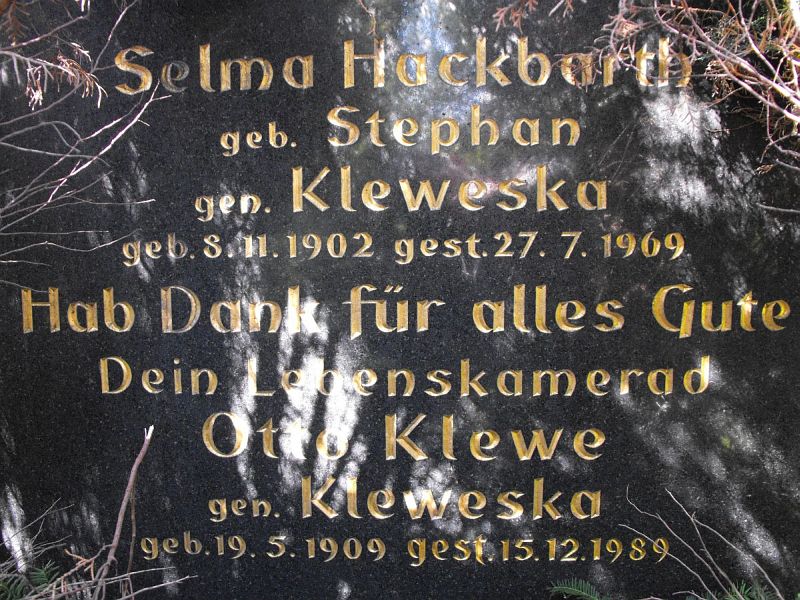 Selma Hackbarth
geb. Stephan
gen. Kleweska
geb. 8.11.1902 gest. 27. 7. 1969
Hab Dank für alles Gute
Dein Lebenskamerad
Otto Klewe
gen. Kleweska
geb. 19. 5. 1909 gest. 15.12.1989